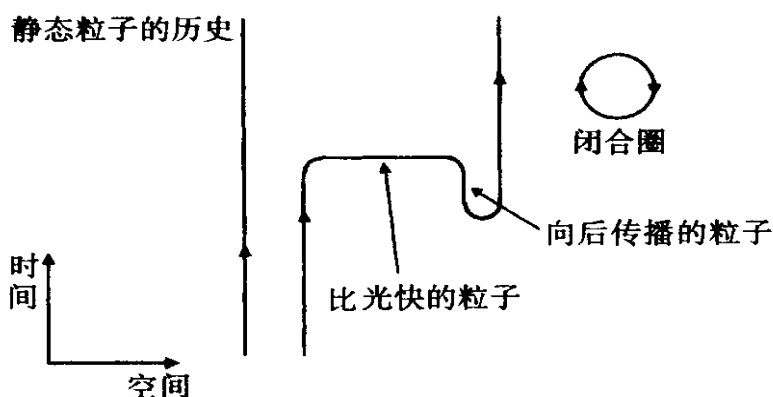 静态粒子的历史
闭合圈
向后传播的粒子
比光快的粒子
时
间
空间